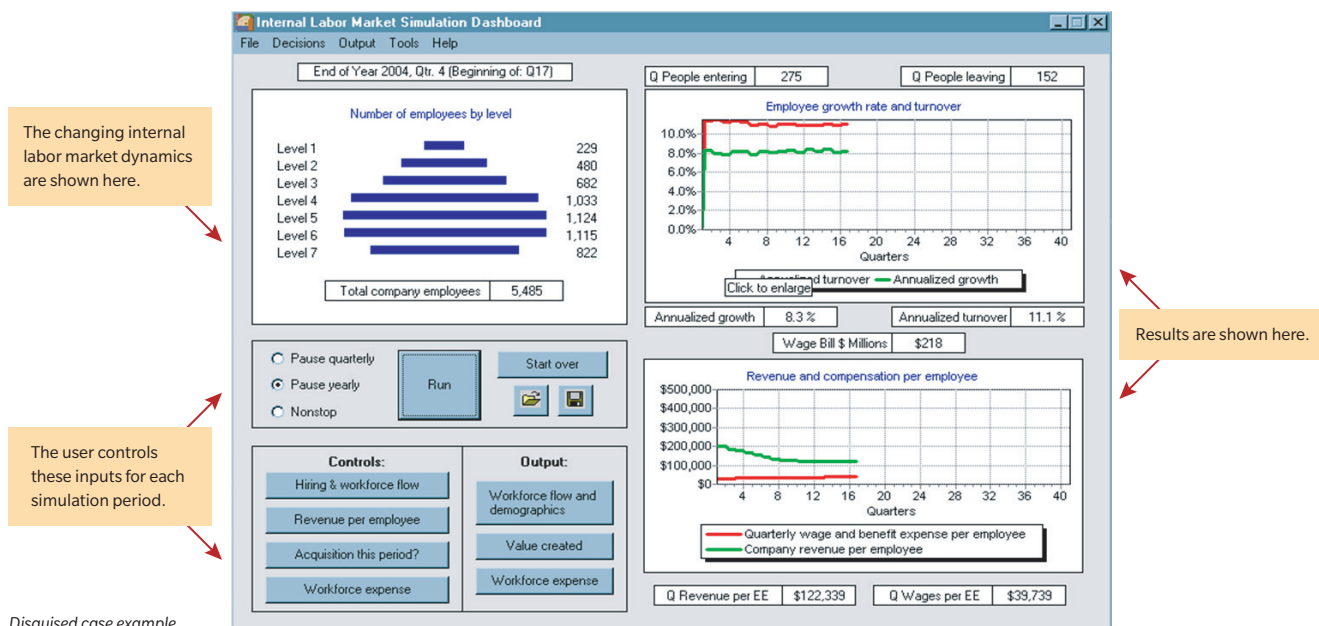 Internal Labor Market Simulation Dashboard
File Decisions Output Tools Help
End of Year 2004, Qtr. 4 (Beginning of: Q17)
Number of employees by level
Level 1 229
Level 2 480
Level 3 682
Level 4 1,033
Level 5 1,124
Level 6 1,115
Level 7 822
Total company employees 5,485
The changing internal
labor market dynamics
are shown here.
Pause quarterly
Pause yearly
Nonstop
Run
Start over
The user controls
these inputs for each
simulation period.
Controls:
Hiring & workforce flow
Revenue per employee
Acquisition this period?
Workforce expense
Output:
Workforce flow and
demographics
Value created
Workforce expense
Q People entering 275
Q People leaving 152
Employee growth rate and turnover
10.0%
8.0%
6.0%
4.0%
2.0%
0.0%
4 8 12 16 20 24 28 32 36 40
Quarters
turnover Annualized growth
Click to enlarge
Annualized growth 8.3 %
Annualized turnover 11.1 %
Wage Bill $ Millions $218
Results are shown here.
Revenue and compensation per employee
$500,000
$400,000
$300,000
$200,000
$100,000
$0
4 8 12 16 20 24 28 32 36 40
Quarters
Quarterly wage and benefit expense per employee
Company revenue per employee
Q Revenue per EE $122,339
Q Wages per EE $39,739
Disguised case example